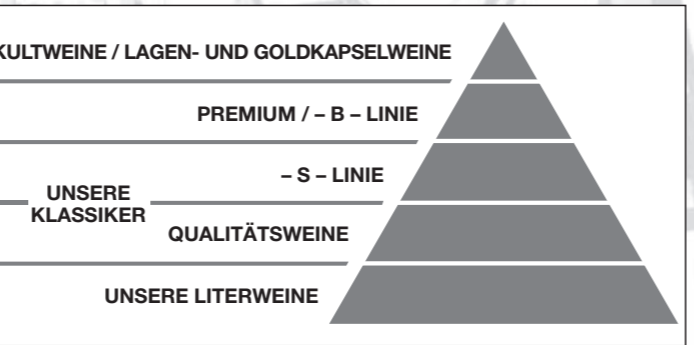 KULTWEINE / LAGEN- UND GOLDKAPSELWEINE
PREMIUM / – B – LINIE
– S – LINIE
UNSERE
KLASSIKER
QUALITÄTSWEINE
UNSERE LITERWEINE